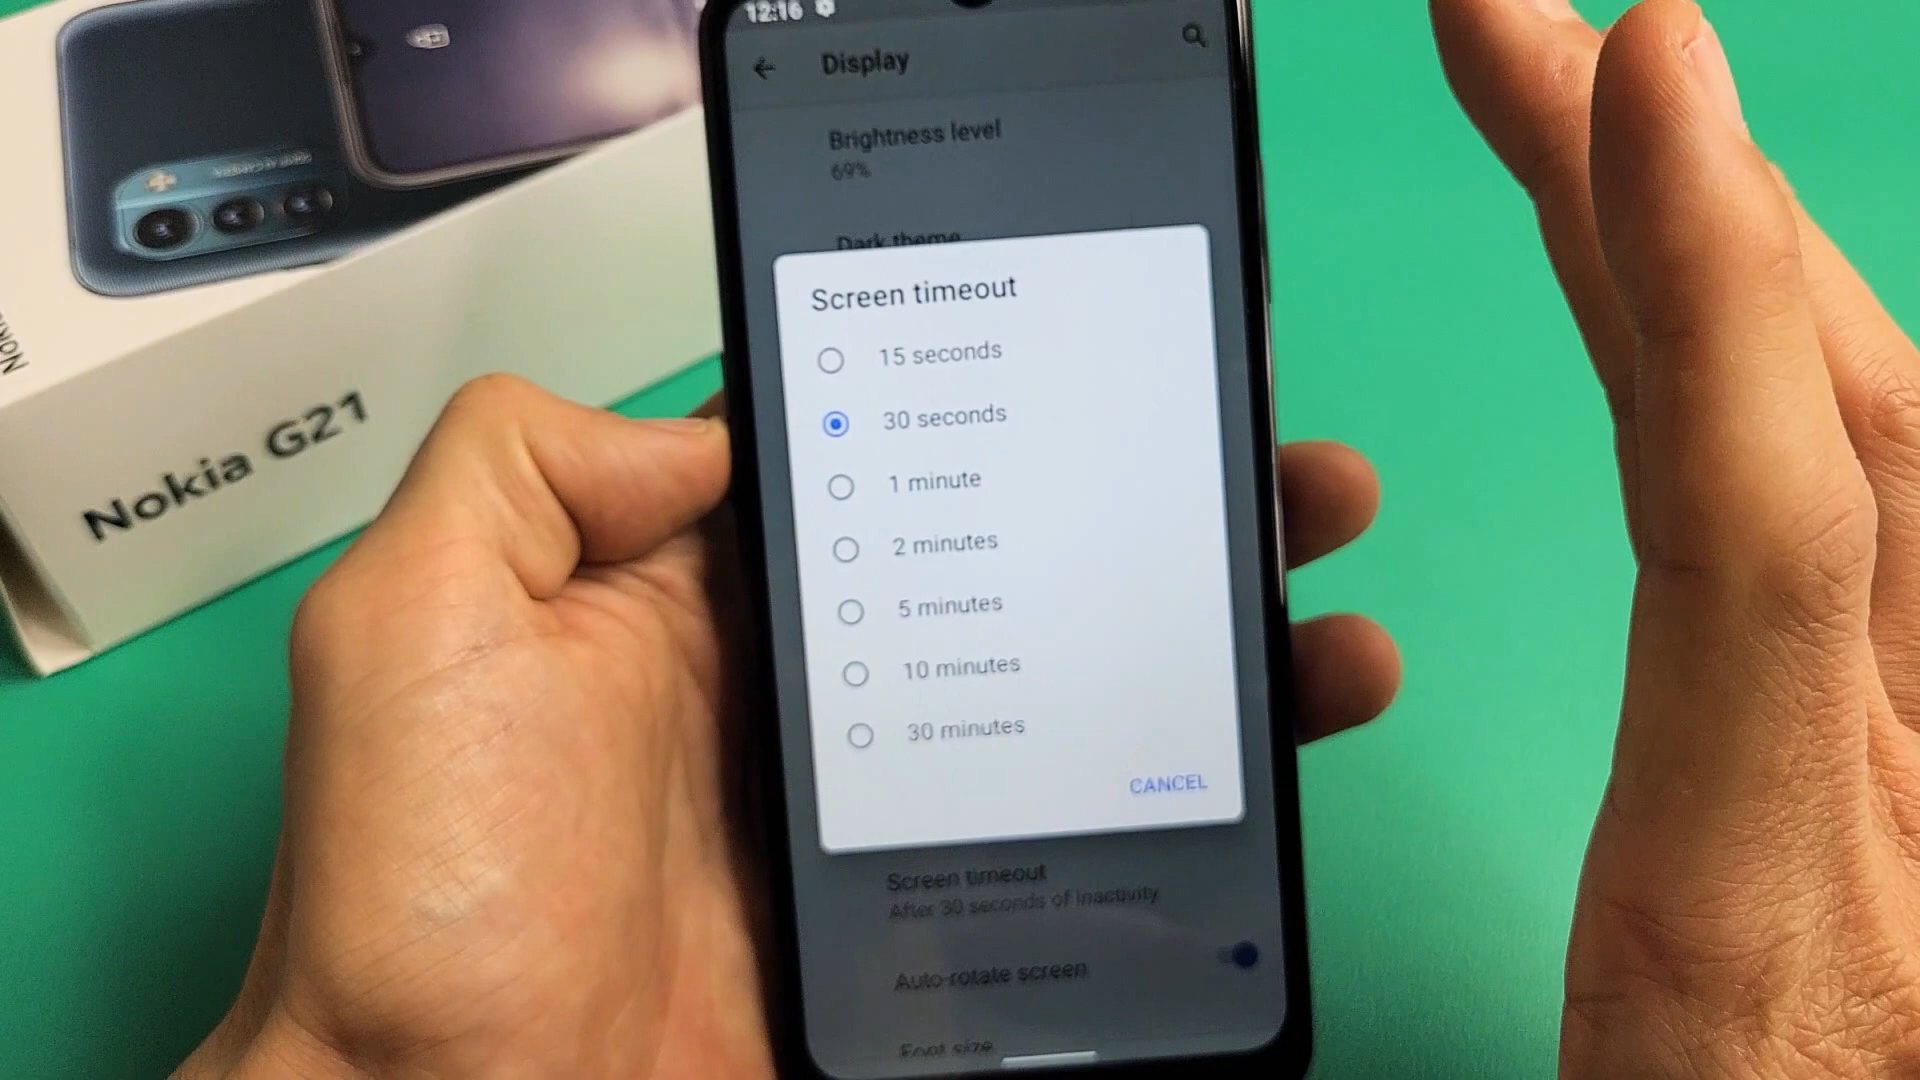 12:16
Display
Brightness level
69%
Dark theme
Screen timeout
15 seconds
30 seconds
1 minute
2 minutes
5 minutes
10 minutes
30 minutes
CANCEL
Screen timeout
After 30 seconds of inactivity
Auto-rotate screen
Font size
Nokia G21
Nokia